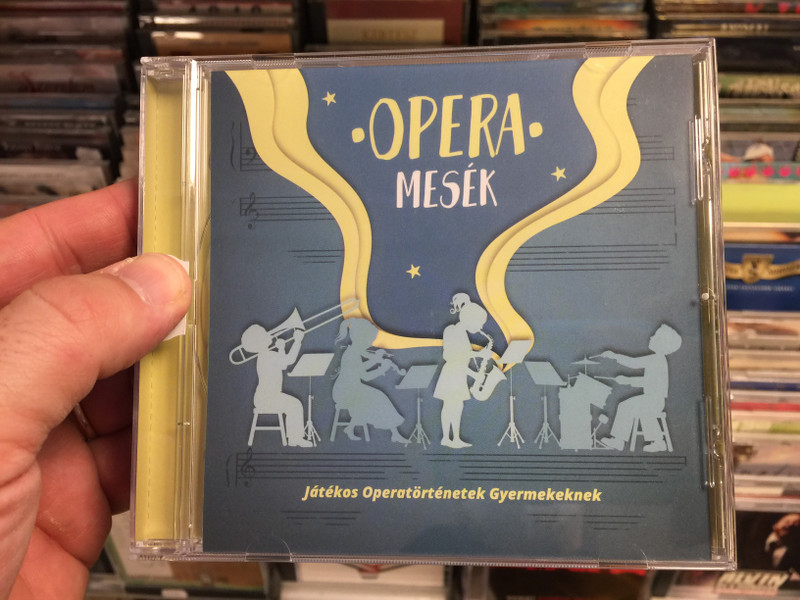 ·OPERA·
MESÉK
Játékos Operatörténetek Gyermekeknek